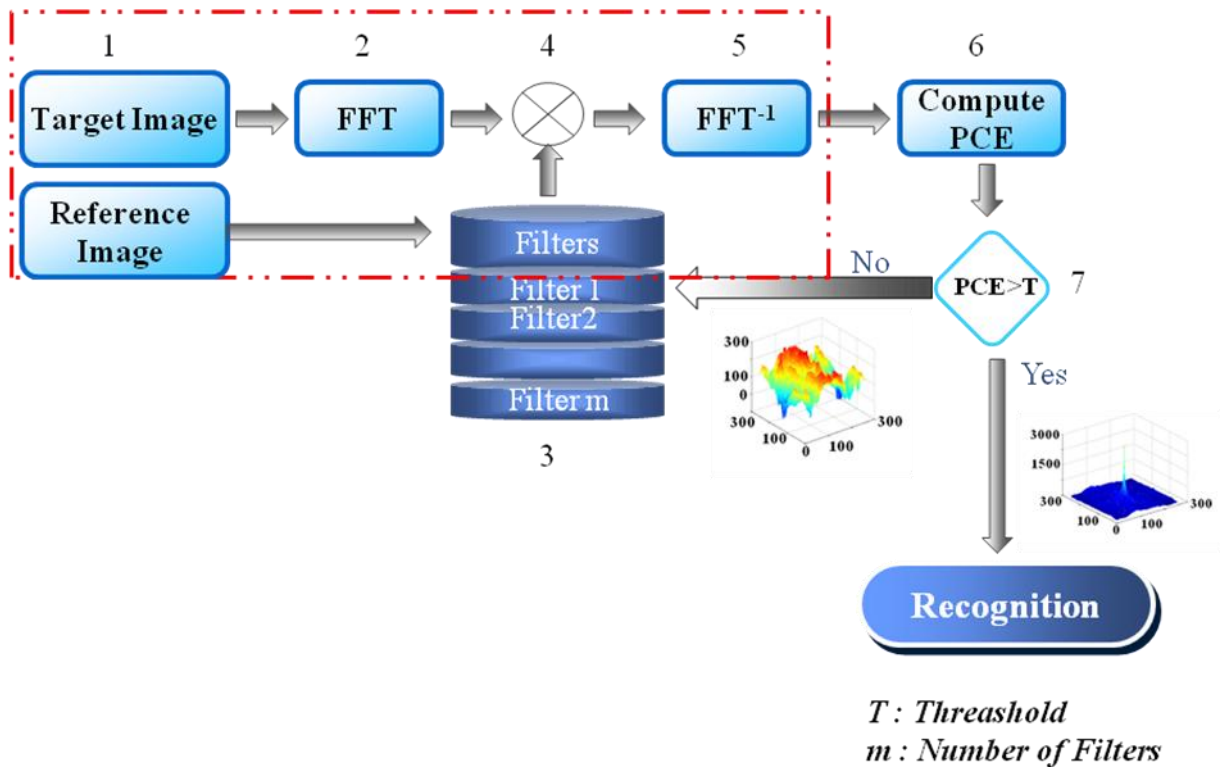 1
2
4
5
6
Target Image
FFT
FFT-1
Compute
PCE
Reference
Image
Filters
Filter 1
Filter2
Filter m
3
No
PCE>T
7
Yes
300
100
0
300
100
0
100
300
3000
1500
300
100
0
100
300
Recognition
T : Threashold
m : Number of Filters